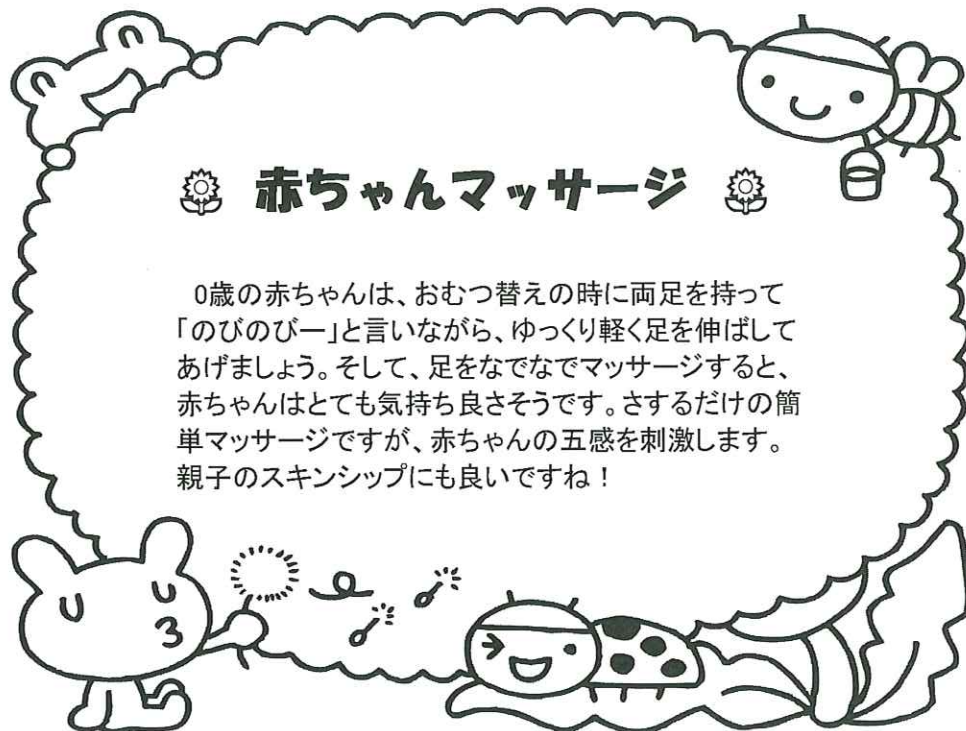 赤ちゃんマッサージ
0歳の赤ちゃんは、おむつ替えの時に両足を持って
「のびのびー」と言いながら、ゆっくり軽く足を伸ばして
あげましょう。そして、足をなでなでマッサージすると、
赤ちゃんはとても気持ち良さそうです。さするだけの簡
単マッサージですが、赤ちゃんの五感を刺激します。
親子のスキンシップにも良いですね！